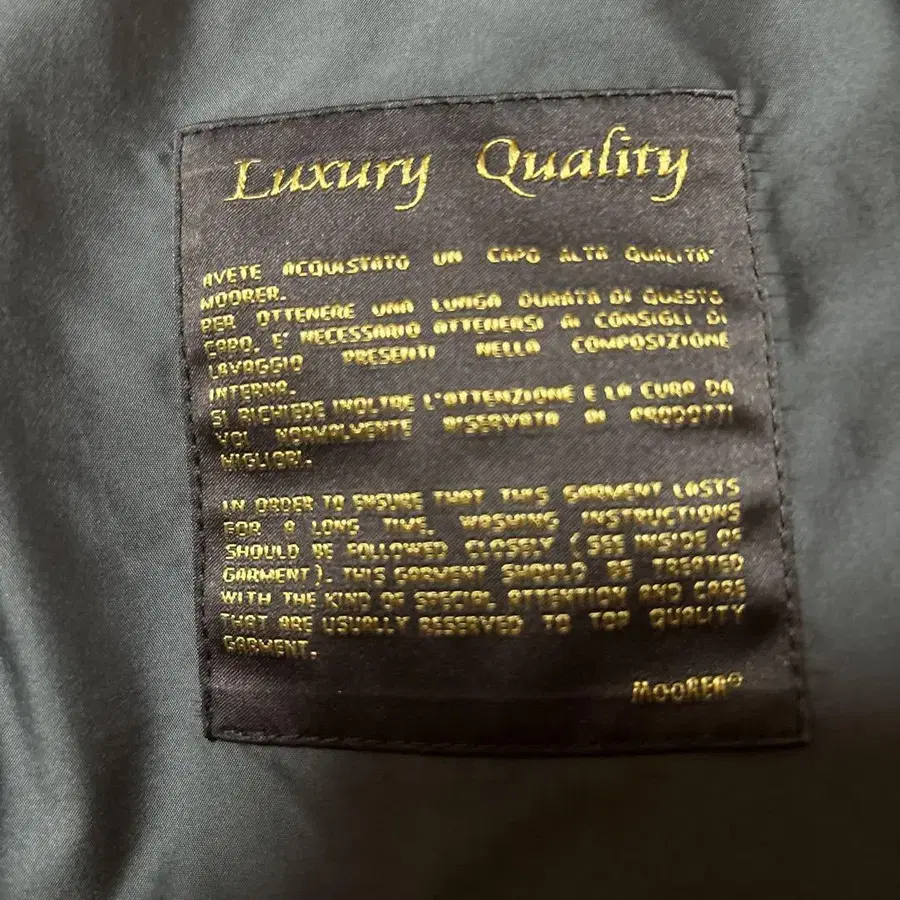 Luxury Quality
AVETE ACQUISTATO UN CAPO ALTA QUALITA'
MOORER.
PER OTTENERE UNA LUNGA DURATA DI QUESTO
CAPO, E' NECESSARIO ATTENERSI AI CONSIGLI DI
LAVAGGIO PRESENTI NELLA COMPOSIZIONE
INTERNA.
SI RICHIEDE INOLTRE L'ATTENZIONE E LA CURA DA
VOI NORMALMENTE RISERVATA AI PRODOTTI
MIGLIORI.
IN ORDER TO ENSURE THAT THIS GARMENT LASTS
FOR A LONG TIME, WASHING INSTRUCTIONS
SHOULD BE FOLLOWED CLOSELY (SEE INSIDE OF
GARMENT). THIS GARMENT SHOULD BE TREATED
WITH THE KIND OF SPECIAL ATTENTION AND CARE
THAT ARE USUALLY RESERVED TO TOP QUALITY
GARMENT.
MOORER®